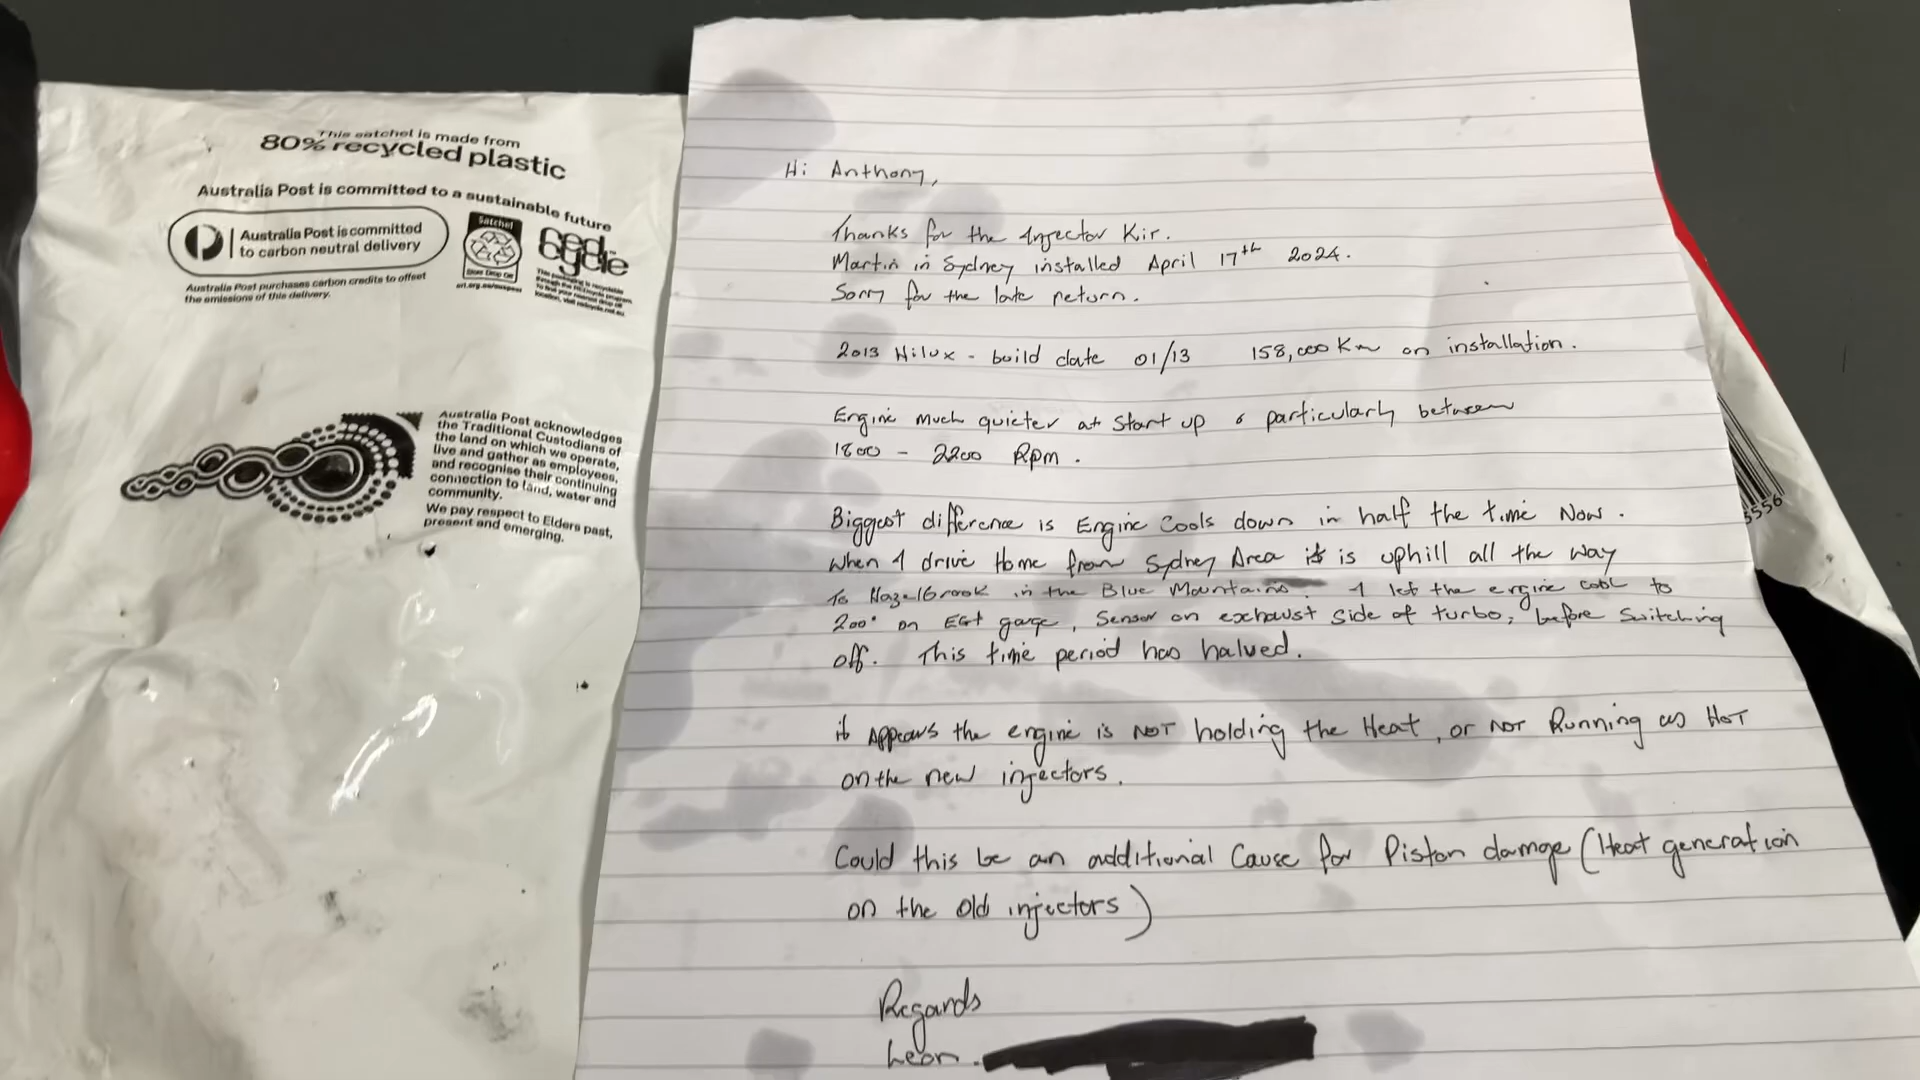 This satchel is made from
80% recycled plastic
Australia Post is committed to a sustainable future
Australia Post is committed
to carbon neutral delivery
Satchel
Store Drop Off
red
cycle
Australia Post purchases carbon credits to offset
the emissions of this delivery.
Australia Post acknowledges
the Traditional Custodians of
the land on which we operate,
live and gather as employees,
and recognise their continuing
connection to land, water and
community.
We pay respect to Elders past,
present and emerging.
Hi Anthony,
Thanks for the Injector Kit.
Martin in Sydney installed April 17th 2024.
Sorry for the late return.
2013 Hilux - build date 01/13 158,000 Km on installation.
Engine much quieter at start up & particularly between
1800 - 2200 Rpm.
Biggest difference is Engine Cools down in half the time Now.
When I drive Home from Sydney Area it is uphill all the way
To Hazelbrook in the Blue Mountains. I let the engine cool to
200° on EGT gauge, Sensor on exchaust side of turbo, before switching
off. This time period has halved.
it Appears the engine is NOT holding the Heat, or NOT Running as HOT
on the new injectors.
Could this be an additional Cause for Piston damage (Heat generation
on the Old injectors)
Regards
Leon.
5556